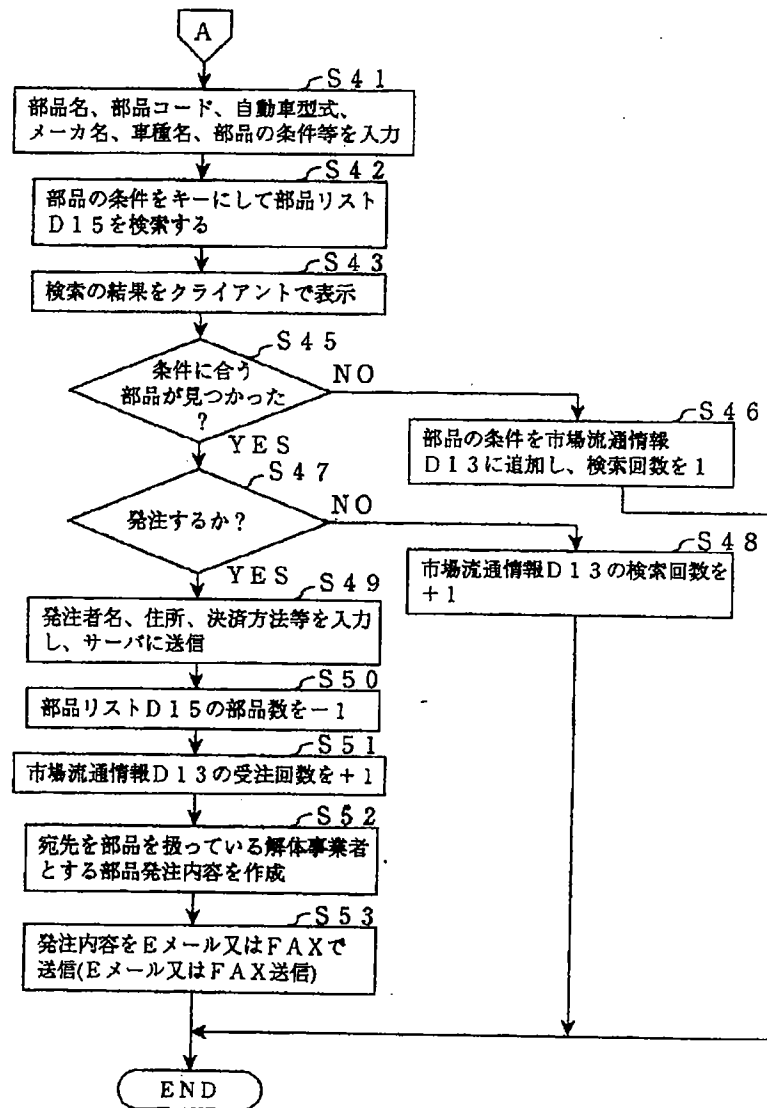 A
S41
部品名、部品コード、自動車型式、
メーカ名、車種名、部品の条件等を入力
S42
部品の条件をキーにして部品リスト
D15を検索する
S43
検索の結果をクライアントで表示
S45
条件に合う
部品が見つかった
?
NO
YES
S46
部品の条件を市場流通情報
D13に追加し、検索回数を1
S47
発注するか?
NO
YES
S48
市場流通情報D13の検索回数を
+1
S49
発注者名、住所、決済方法等を入力
し、サーバに送信
S50
部品リストD15の部品数を-1
S51
市場流通情報D13の受注回数を+1
S52
宛先を部品を扱っている解体事業者
とする部品発注内容を作成
S53
発注内容をEメール又はFAXで
送信(Eメール又はFAX送信)
END